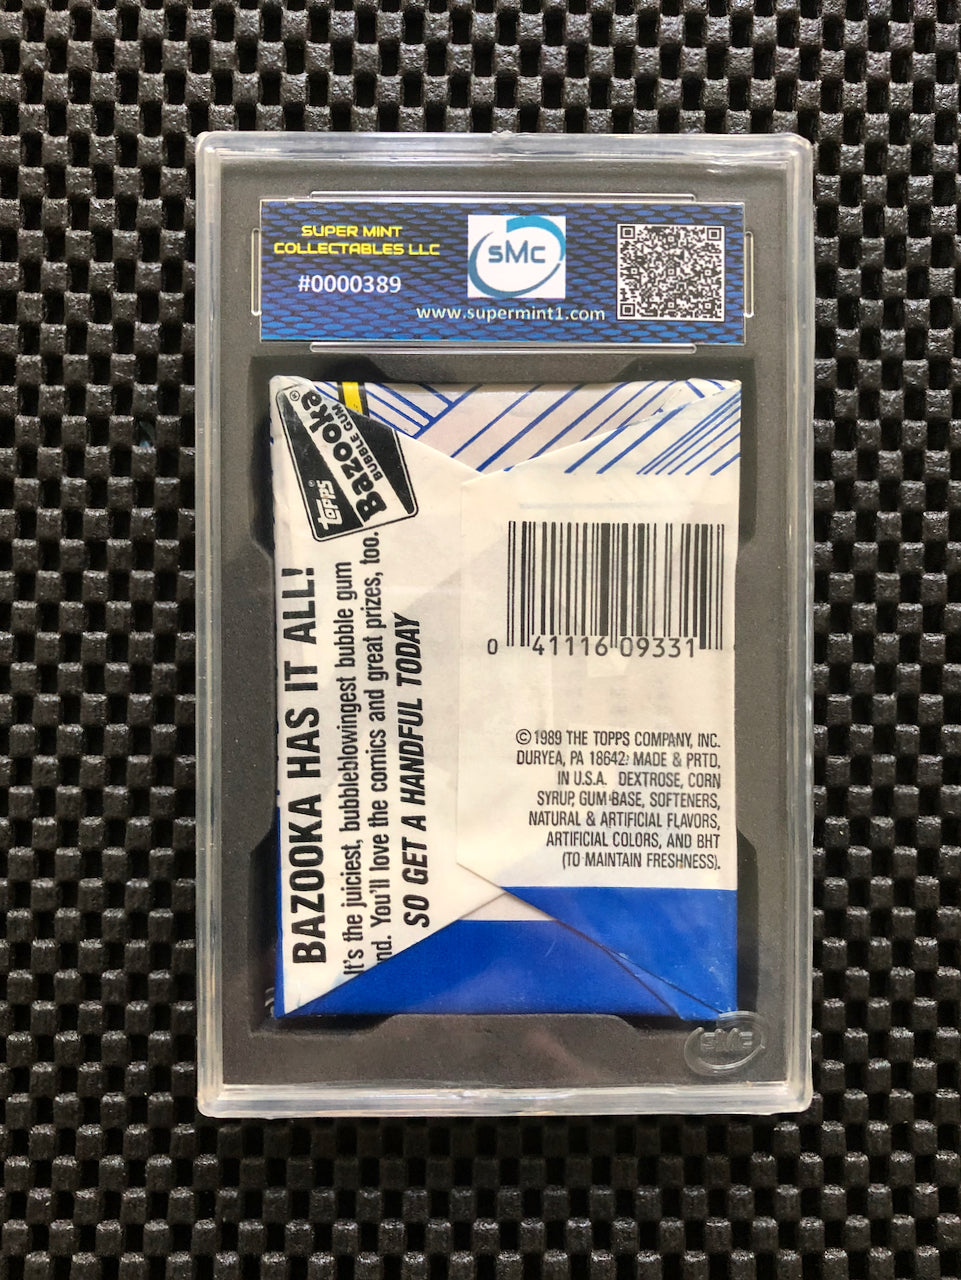 SUPER MINT
COLLECTABLES LLC
#0000389
sMc
www.supermint1.com
Topps®
Bazooka®
BUBBLE GUM
BAZOOKA HAS IT ALL!
It's the juiciest, bubbleblowingest bubble gum
nd. You'll love the comics and great prizes, too.
SO GET A HANDFUL TODAY
0 41116 09331
©1989 THE TOPPS COMPANY, INC.
DURYEA, PA 18642. MADE & PRTD,
IN U.S.A. DEXTROSE, CORN
SYRUP, GUM BASE, SOFTENERS,
NATURAL & ARTIFICIAL FLAVORS,
ARTIFICIAL COLORS, AND BHT
(TO MAINTAIN FRESHNESS).
SMC